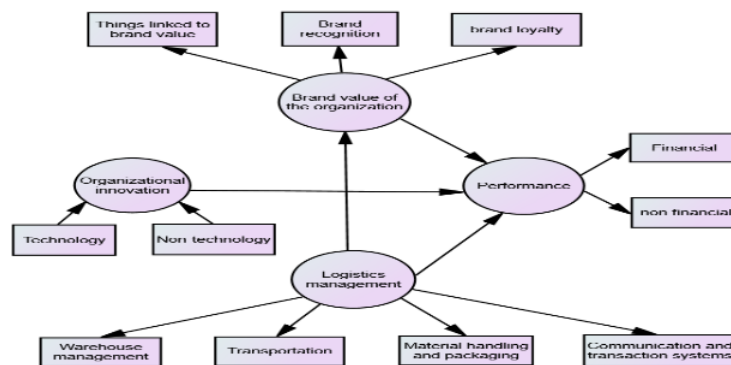 Things linked to
brand value
Brand
recognition
brand loyalty
Brand value of
the organization
Financial
Organizational
innovation
Performance
non financial
Technology
Non technology
Logistics
management
Warehouse
management
Transportation
Material handling
and packaging
Communication and
transaction systems